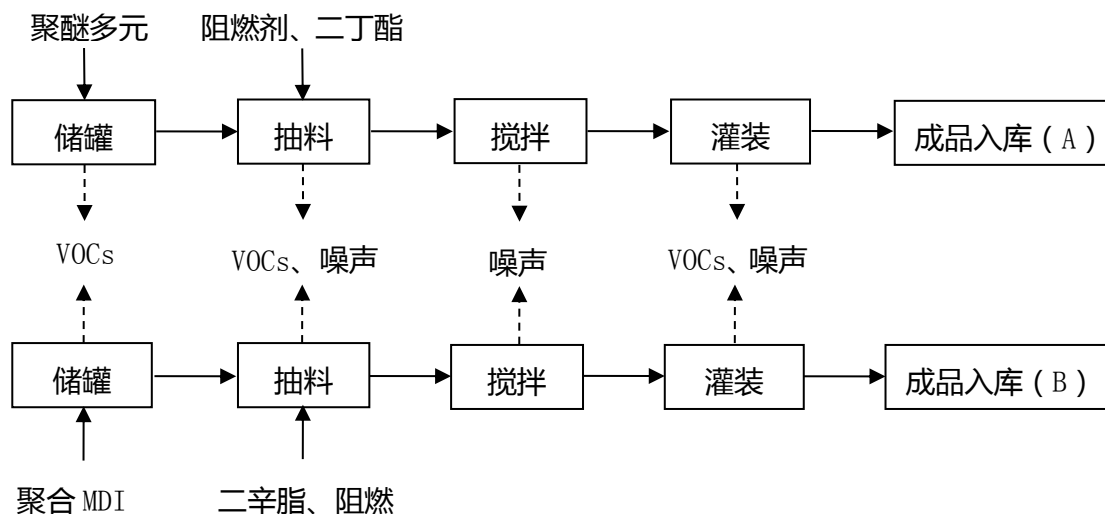 聚醚多元 阻燃剂、二丁酯
储罐 抽料 搅拌 灌装 成品入库（A）
VOCs VOCs、噪声 噪声 VOCs、噪声
储罐 抽料 搅拌 灌装 成品入库（B）
聚合 MDI 二辛脂、阻燃